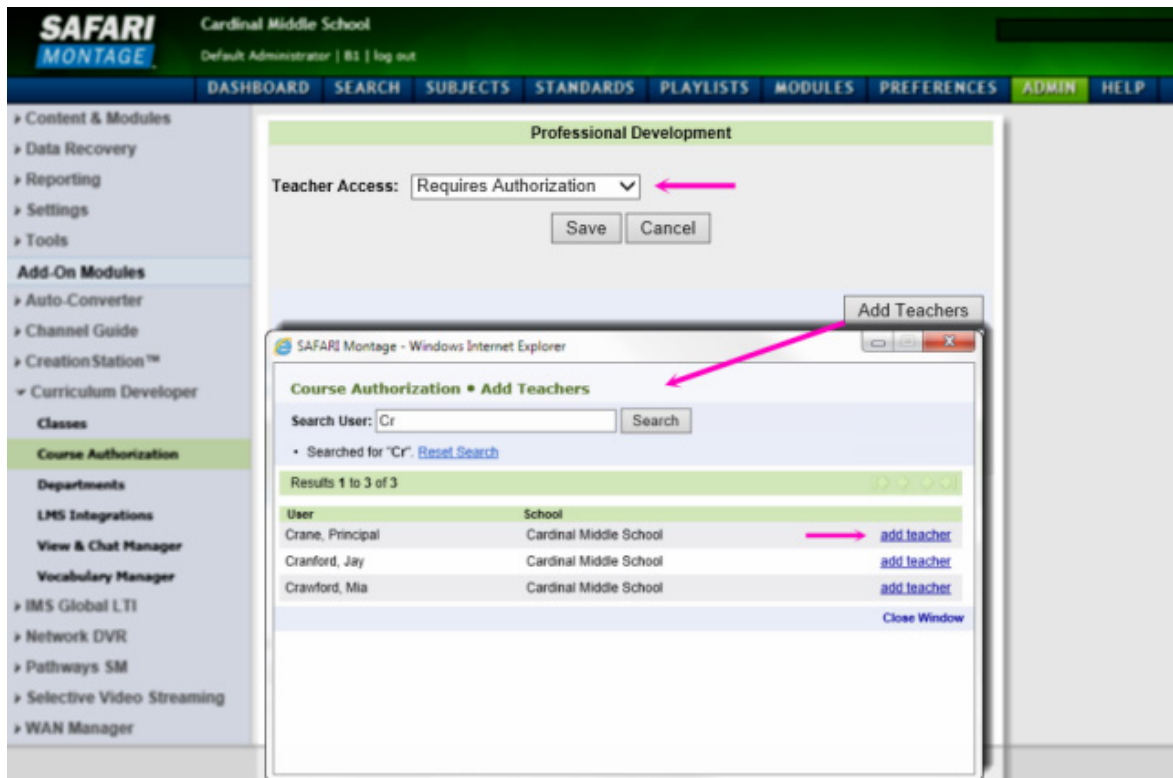 SAFARI
MONTAGE
Cardinal Middle School
Default Administrator | B1 | log out
DASHBOARD SEARCH SUBJECTS STANDARDS PLAYLISTS MODULES PREFERENCES ADMIN HELP
Content & Modules
Data Recovery
Reporting
Settings
Tools
Add-On Modules
Auto-Converter
Channel Guide
CreationStation™
Curriculum Developer
Classes
Course Authorization
Departments
LMS Integrations
View & Chat Manager
Vocabulary Manager
IMS Global LTI
Network DVR
Pathways SM
Selective Video Streaming
WAN Manager
Professional Development
Teacher Access: Requires Authorization
Save Cancel
Add Teachers
SAFARI Montage - Windows Internet Explorer
Course Authorization • Add Teachers
Search User: Cr Search
• Searched for "Cr". Reset Search
Results 1 to 3 of 3
User School
Crane, Principal Cardinal Middle School add teacher
Cranford, Jay Cardinal Middle School add teacher
Crawford, Mia Cardinal Middle School add teacher
Close Window